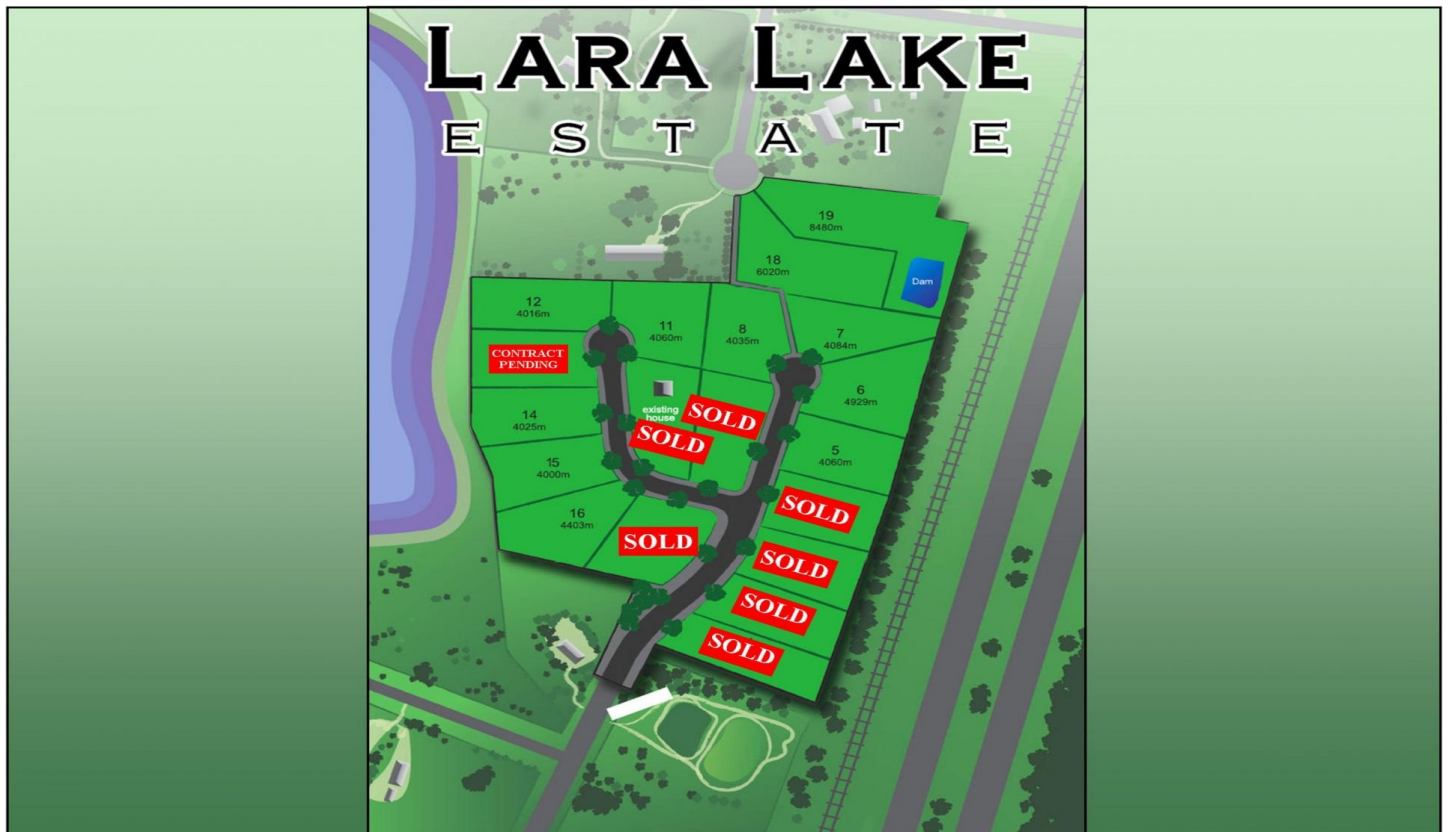 LARA LAKE
ESTATE
19
8480m
18
6020m
Dam
12
4016m
11
4060m
8
4035m
7
4084m
CONTRACT
PENDING
6
4929m
existing
house
SOLD
SOLD
14
4025m
5
4060m
15
4000m
SOLD
16
4403m
SOLD
SOLD
SOLD
SOLD